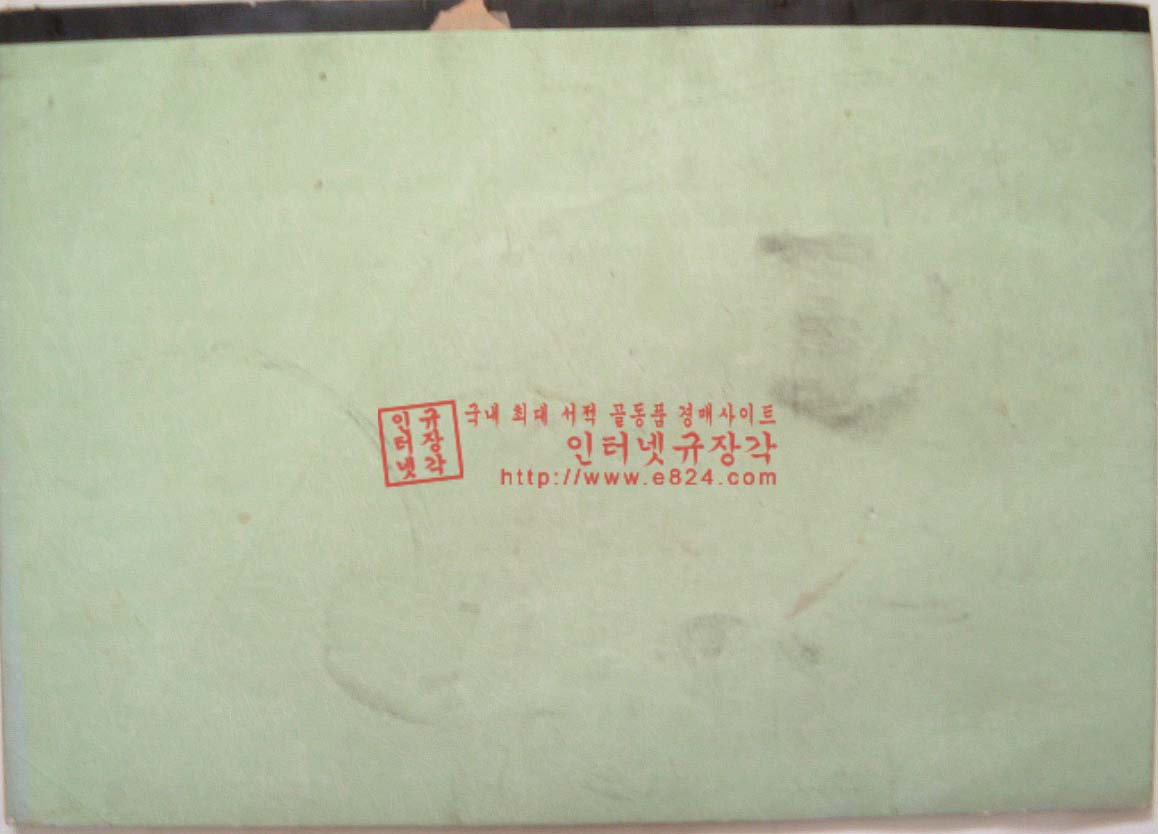 규장각
인터넷
국내 최대 서적 골동품 경매사이트
인터넷규장각
http://www.e824.com